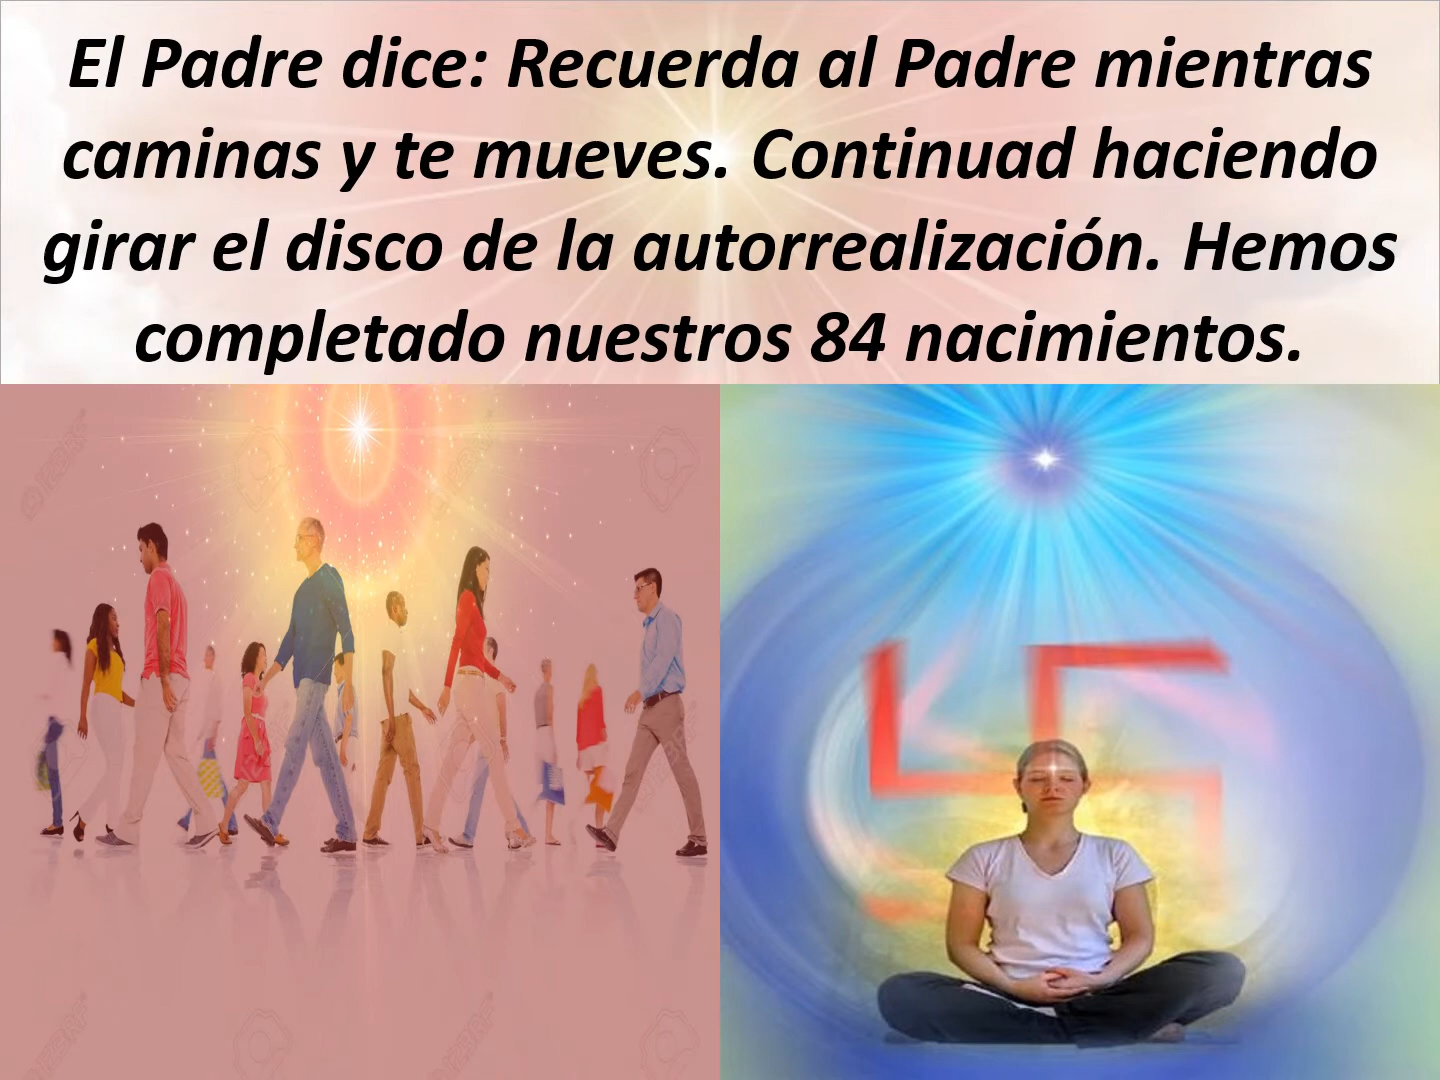 El Padre dice: Recuerda al Padre mientras
caminas y te mueves. Continuad haciendo
girar el disco de la autorrealización. Hemos
completado nuestros 84 nacimientos.